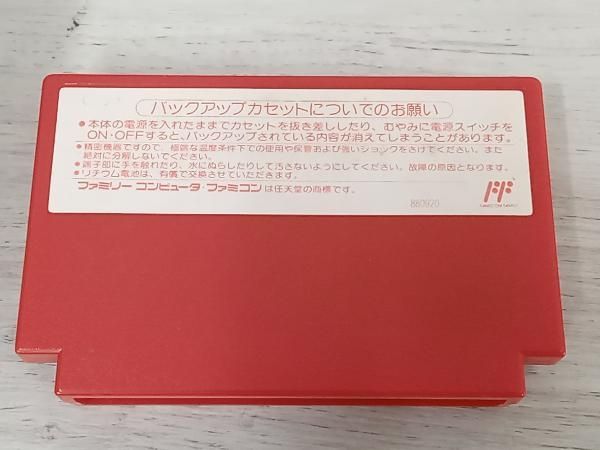 バックアップカセットについてのお願い
●本体の電源を入れたままでカセットを抜き差ししたり、むやみに電源スイッチを
ON・OFFすると、バックアップされている内容が消えてしまうことがあります。
●精密機器ですので、極端な温度条件下での使用や保管および強いショックをさけてください。また
絶対に分解しないでください。
●端子部に手を触れたり、水にぬらしたりして汚さないようにしてください。故障の原因となります。
●リチウム電池は、有償で交換させていただきます。
ファミリー コンピュータ・ファミコン は任天堂の商標です。
880920